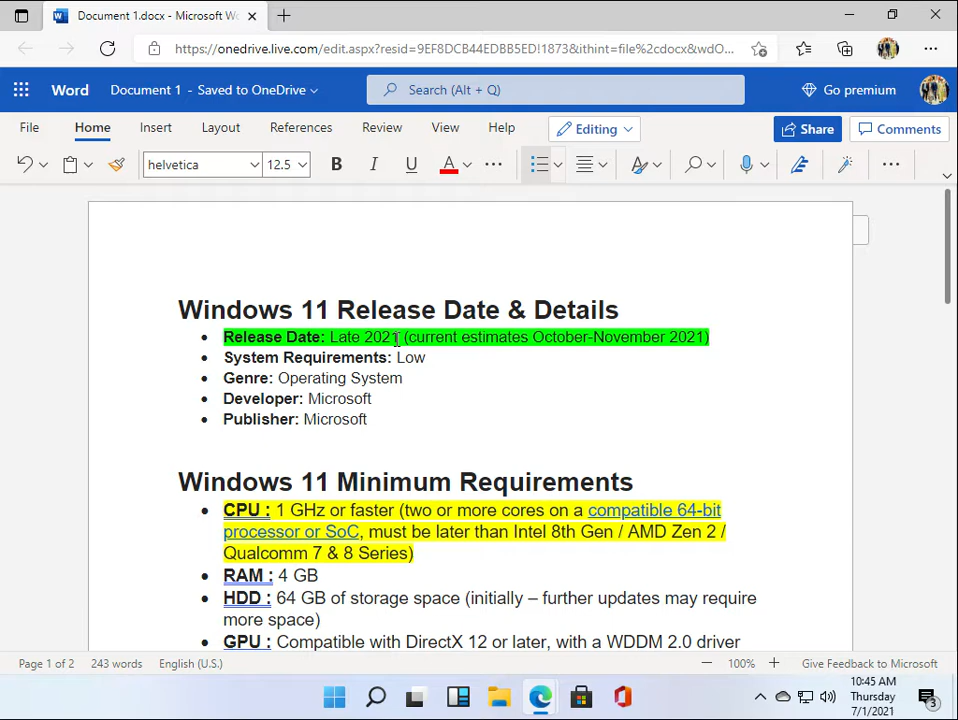 Document 1.docx - Microsoft Wo
https://onedrive.live.com/edit.aspx?resid=9EF8DCB44EDBB5ED!1873&ithint=file%2cdocx&wdO...
Word Document 1 - Saved to OneDrive Search (Alt + Q) Go premium
File Home Insert Layout References Review View Help Editing Share Comments
helvetica 12.5 B I U A
Windows 11 Release Date & Details
• Release Date: Late 2021 (current estimates October-November 2021)
• System Requirements: Low
• Genre: Operating System
• Developer: Microsoft
• Publisher: Microsoft
Windows 11 Minimum Requirements
• CPU : 1 GHz or faster (two or more cores on a compatible 64-bit
processor or SoC, must be later than Intel 8th Gen / AMD Zen 2 /
Qualcomm 7 & 8 Series)
• RAM : 4 GB
• HDD : 64 GB of storage space (initially – further updates may require
more space)
• GPU : Compatible with DirectX 12 or later, with a WDDM 2.0 driver
Page 1 of 2 243 words English (U.S.) 100% Give Feedback to Microsoft
10:45 AM
Thursday
7/1/2021
3